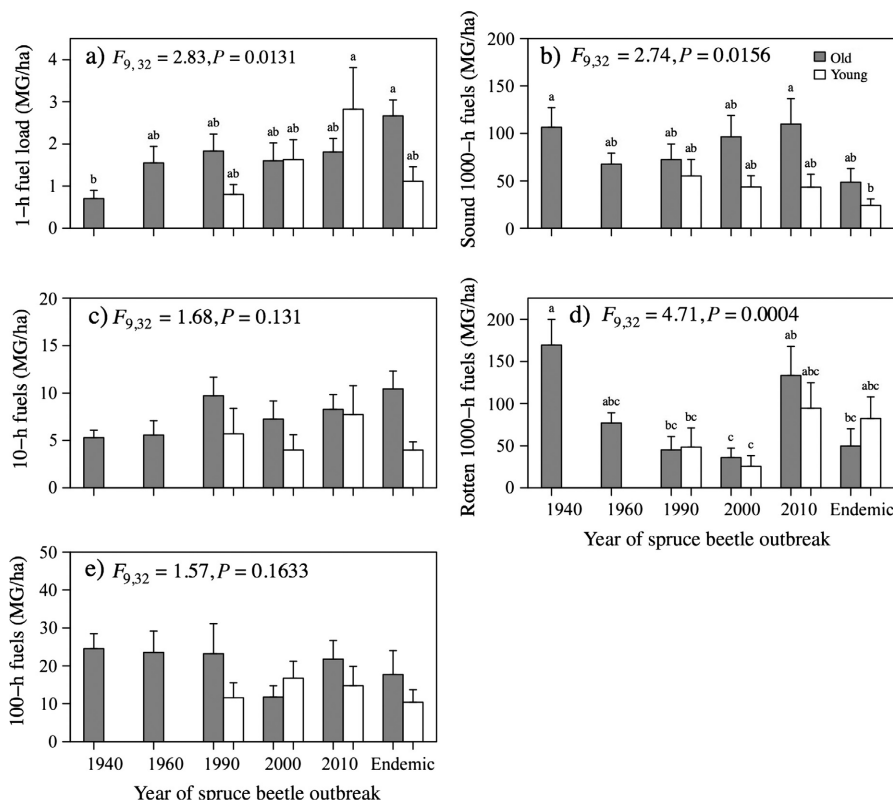 a) F9, 32 = 2.83, P = 0.0131
1−h fuel load (MG/ha)
4
3
2
1
0
b
ab
ab
ab
ab
ab
ab
a
a
ab
b) F9,32 = 2.74, P = 0.0156
Old
Young
Sound 1000−h fuels (MG/ha)
200
150
100
50
0
a
ab
ab
ab
ab
ab
a
ab
ab
b
c) F9,32 = 1.68, P = 0.131
10−h fuels (MG/ha)
20
15
10
5
0
d) F9,32 = 4.71, P = 0.0004
Rotten 1000−h fuels (MG/ha)
200
150
100
50
0
a
abc
bc
bc
c
c
ab
abc
bc
abc
1940 1960 1990 2000 2010 Endemic
Year of spruce beetle outbreak
e) F9,32 = 1.57, P = 0.1633
100−h fuels (MG/ha)
50
40
30
20
10
0
1940 1960 1990 2000 2010 Endemic
Year of spruce beetle outbreak